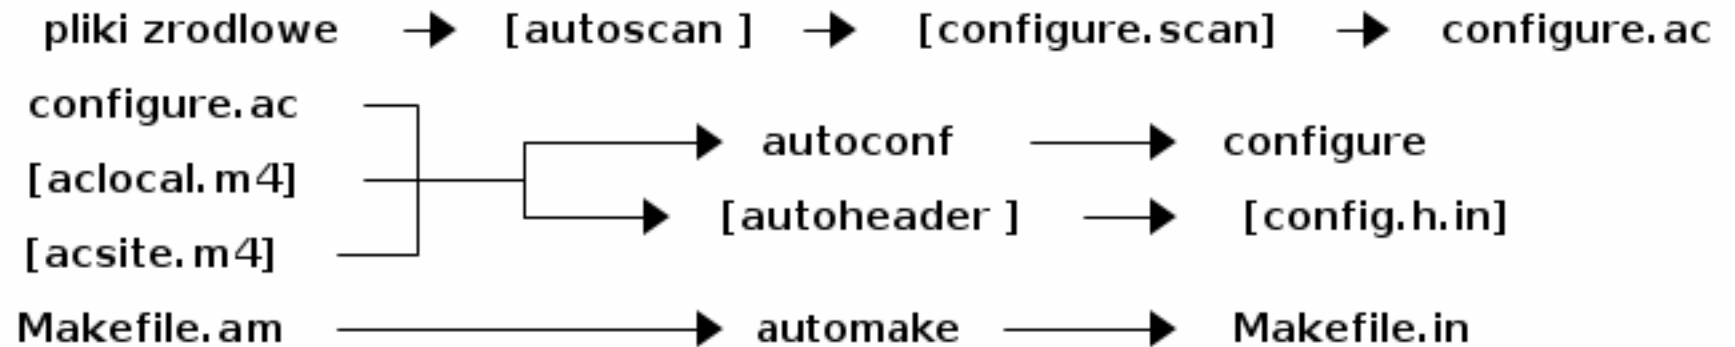 pliki zrodlowe [autoscan ] [configure.scan] configure.ac
configure.ac
autoconf configure
[aclocal.m4]
[autoheader ] [config.h.in]
[acsite.m4]
Makefile.am automake Makefile.in